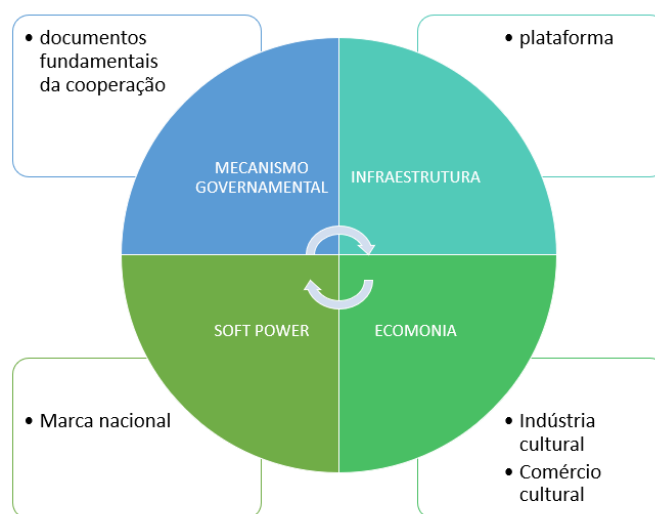 • documentos
fundamentais
da cooperação
• plataforma
MECANISMO
GOVERNAMENTAL
INFRAESTRUTURA
SOFT POWER
ECOMONIA
• Marca nacional
• Indústria
cultural
• Comércio
cultural